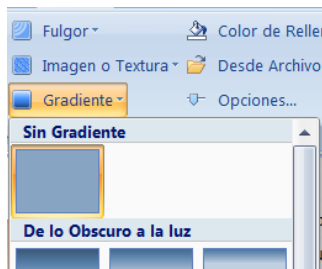 Fulgor Color de Relle
Imagen o Textura Desde Archivo
Gradiente Opciones...
Sin Gradiente
De lo Obscuro a la luz